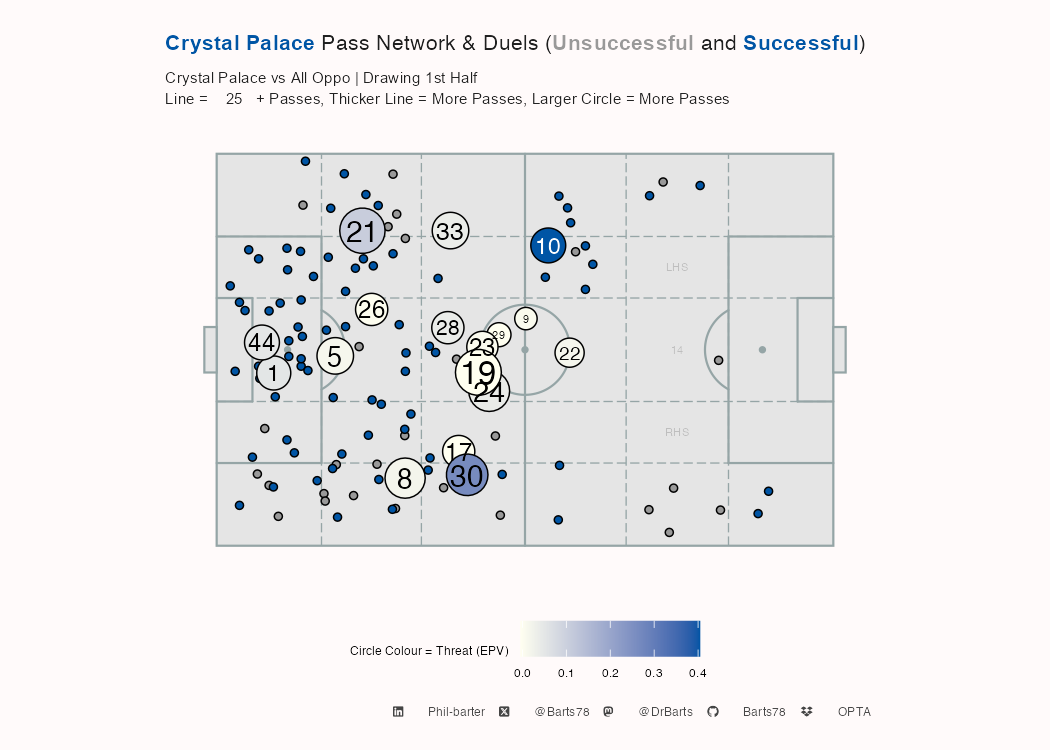 Crystal Palace Pass Network & Duels (Unsuccessful and Successful)
Crystal Palace vs All Oppo | Drawing 1st Half
Line = 25 + Passes, Thicker Line = More Passes, Larger Circle = More Passes
21
33
10
LHS
26
9
28
29
44
23
5
22
14
1
19
24
RHS
17
8
30
Circle Colour = Threat (EPV)
0.0 0.1 0.2 0.3 0.4
Phil-barter @Barts78 @DrBarts Barts78 OPTA